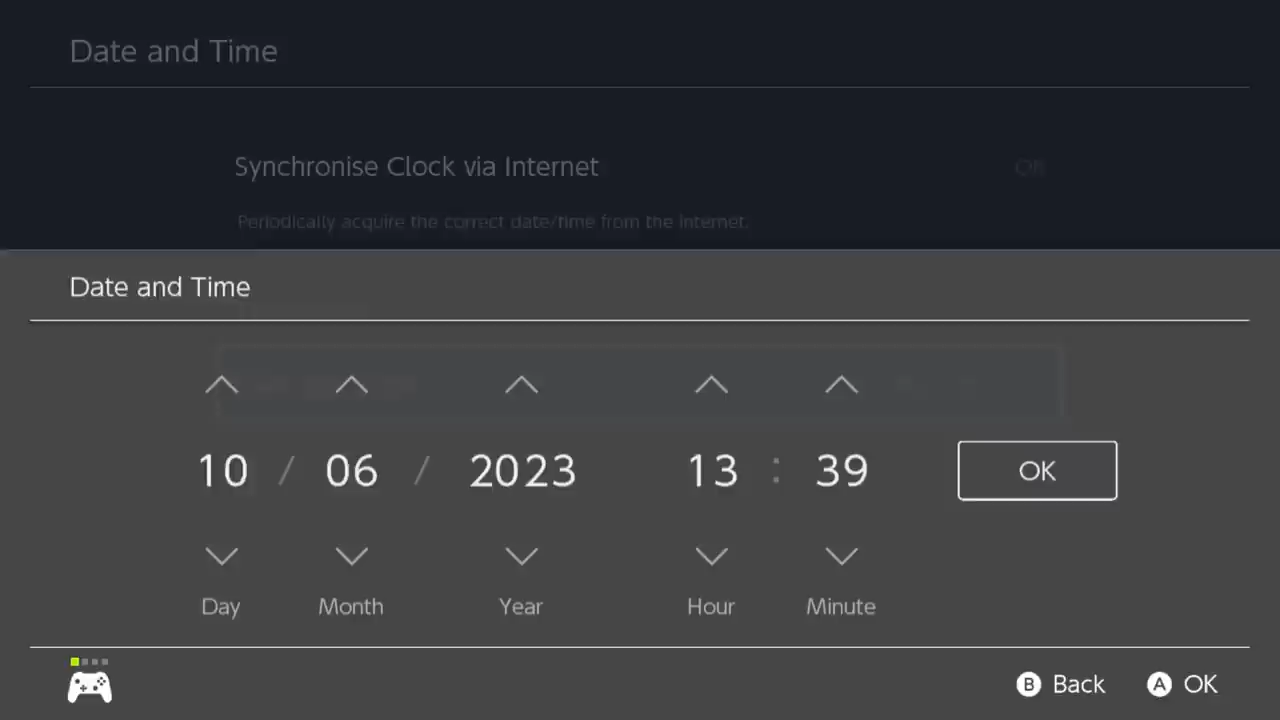 Date and Time
Synchronise Clock via Internet
Periodically acquire the correct date/time from the internet.
Date and Time
10 / 06 / 2023 13 : 39 OK
Day Month Year Hour Minute
B Back A OK